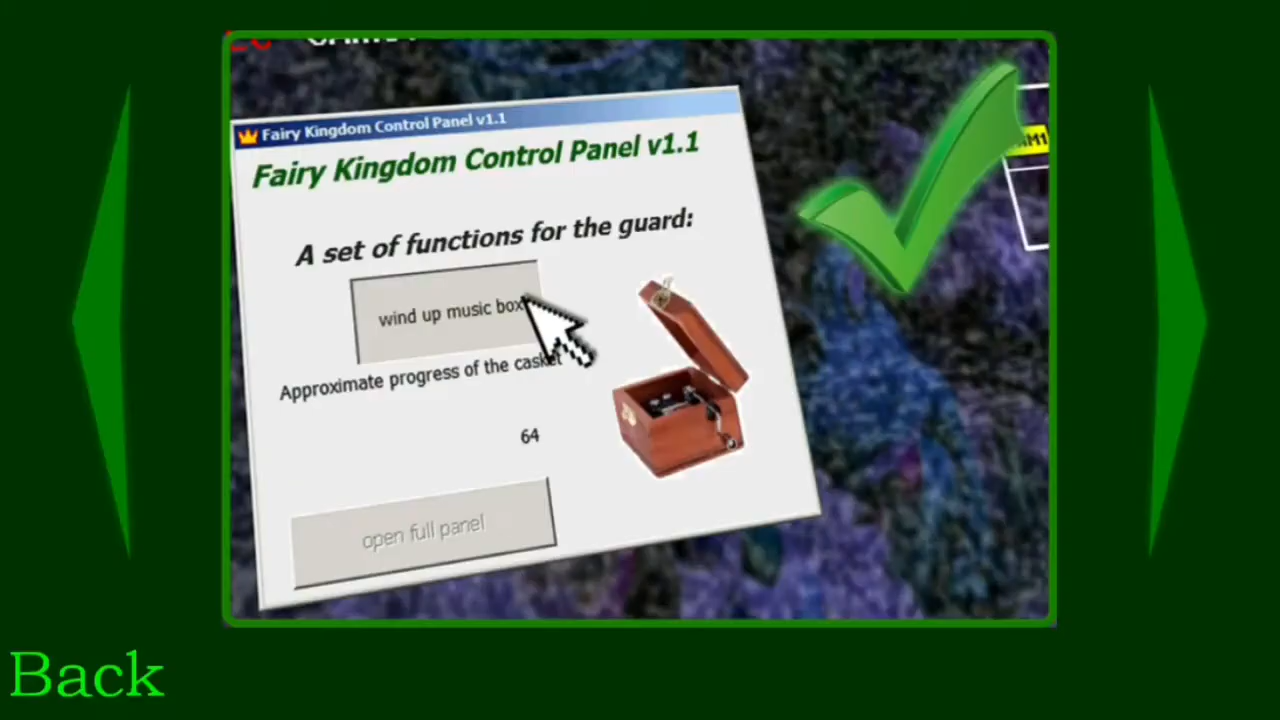 Fairy Kingdom Control Panel v1.1
Fairy Kingdom Control Panel v1.1
A set of functions for the guard:
wind up music box
Approximate progress of the casket
64
open full panel
Back